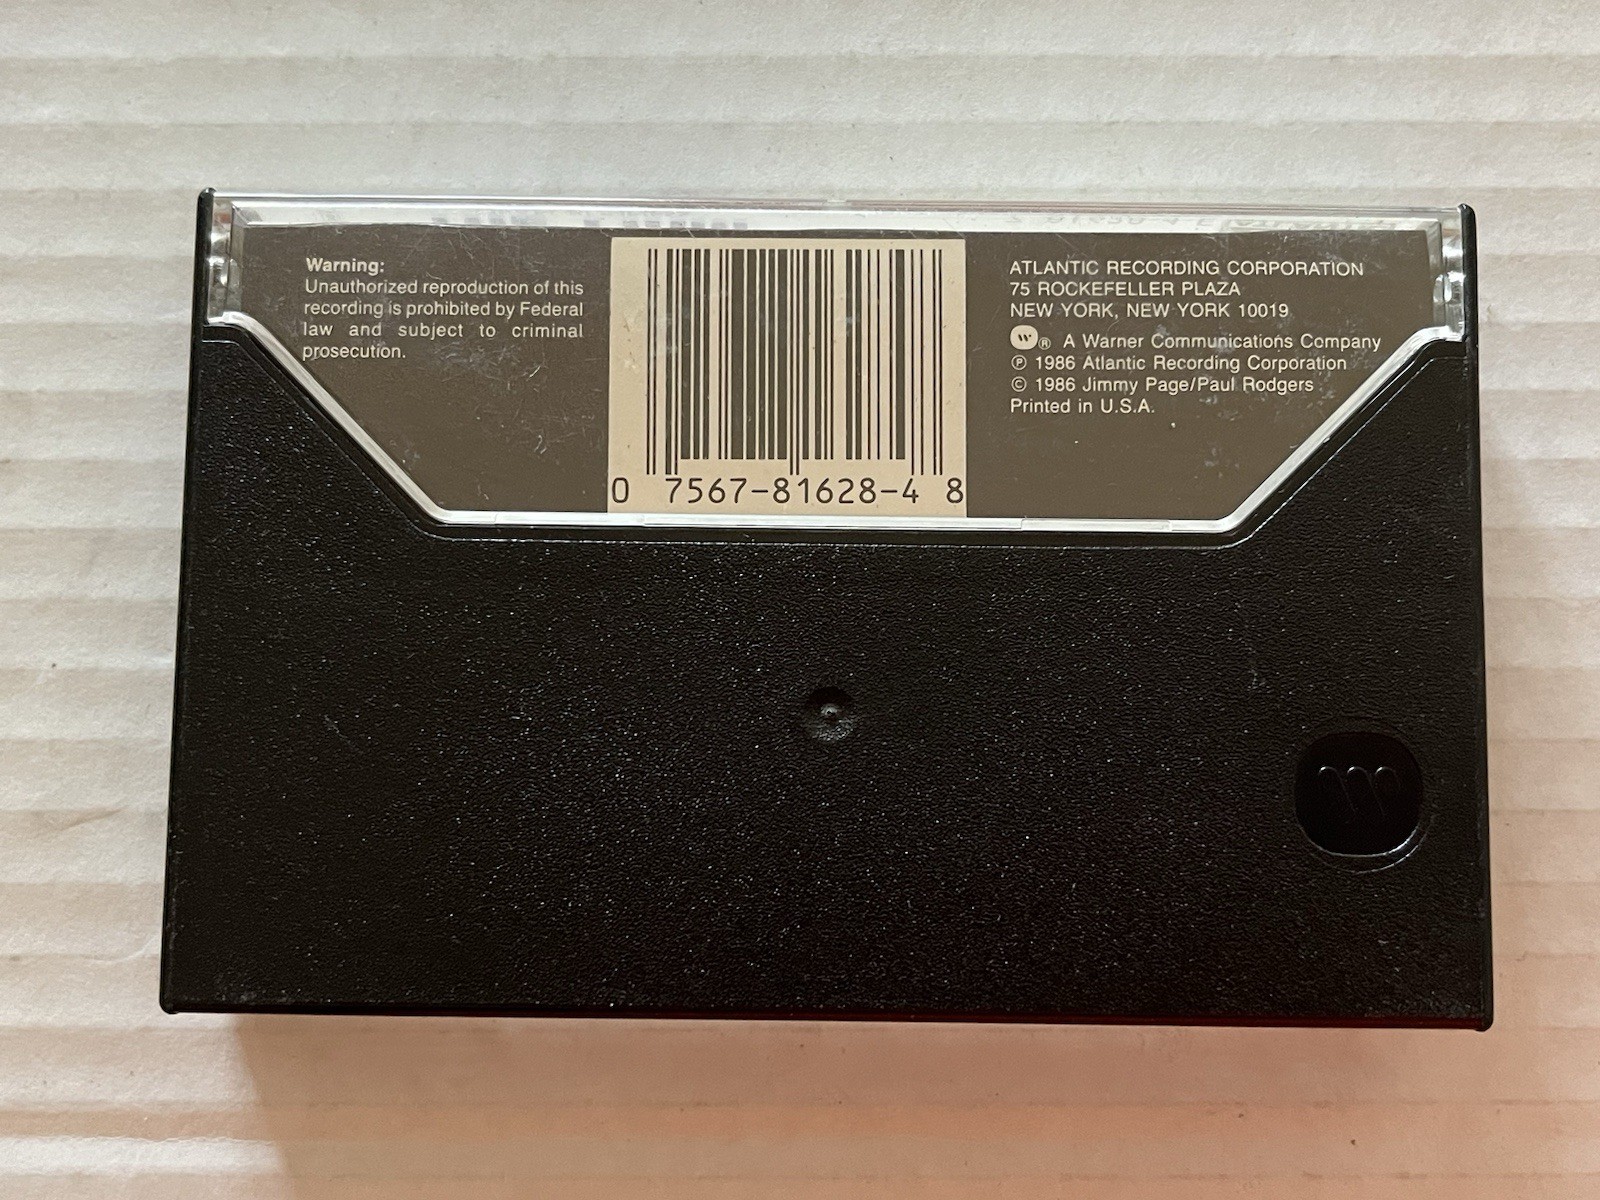 Warning:
Unauthorized reproduction of this
recording is prohibited by Federal
law and subject to criminal
prosecution.
0 7567-81628-4 8
ATLANTIC RECORDING CORPORATION
75 ROCKEFELLER PLAZA
NEW YORK, NEW YORK 10019
W ® A Warner Communications Company
℗ 1986 Atlantic Recording Corporation
© 1986 Jimmy Page/Paul Rodgers
Printed in U.S.A.
W